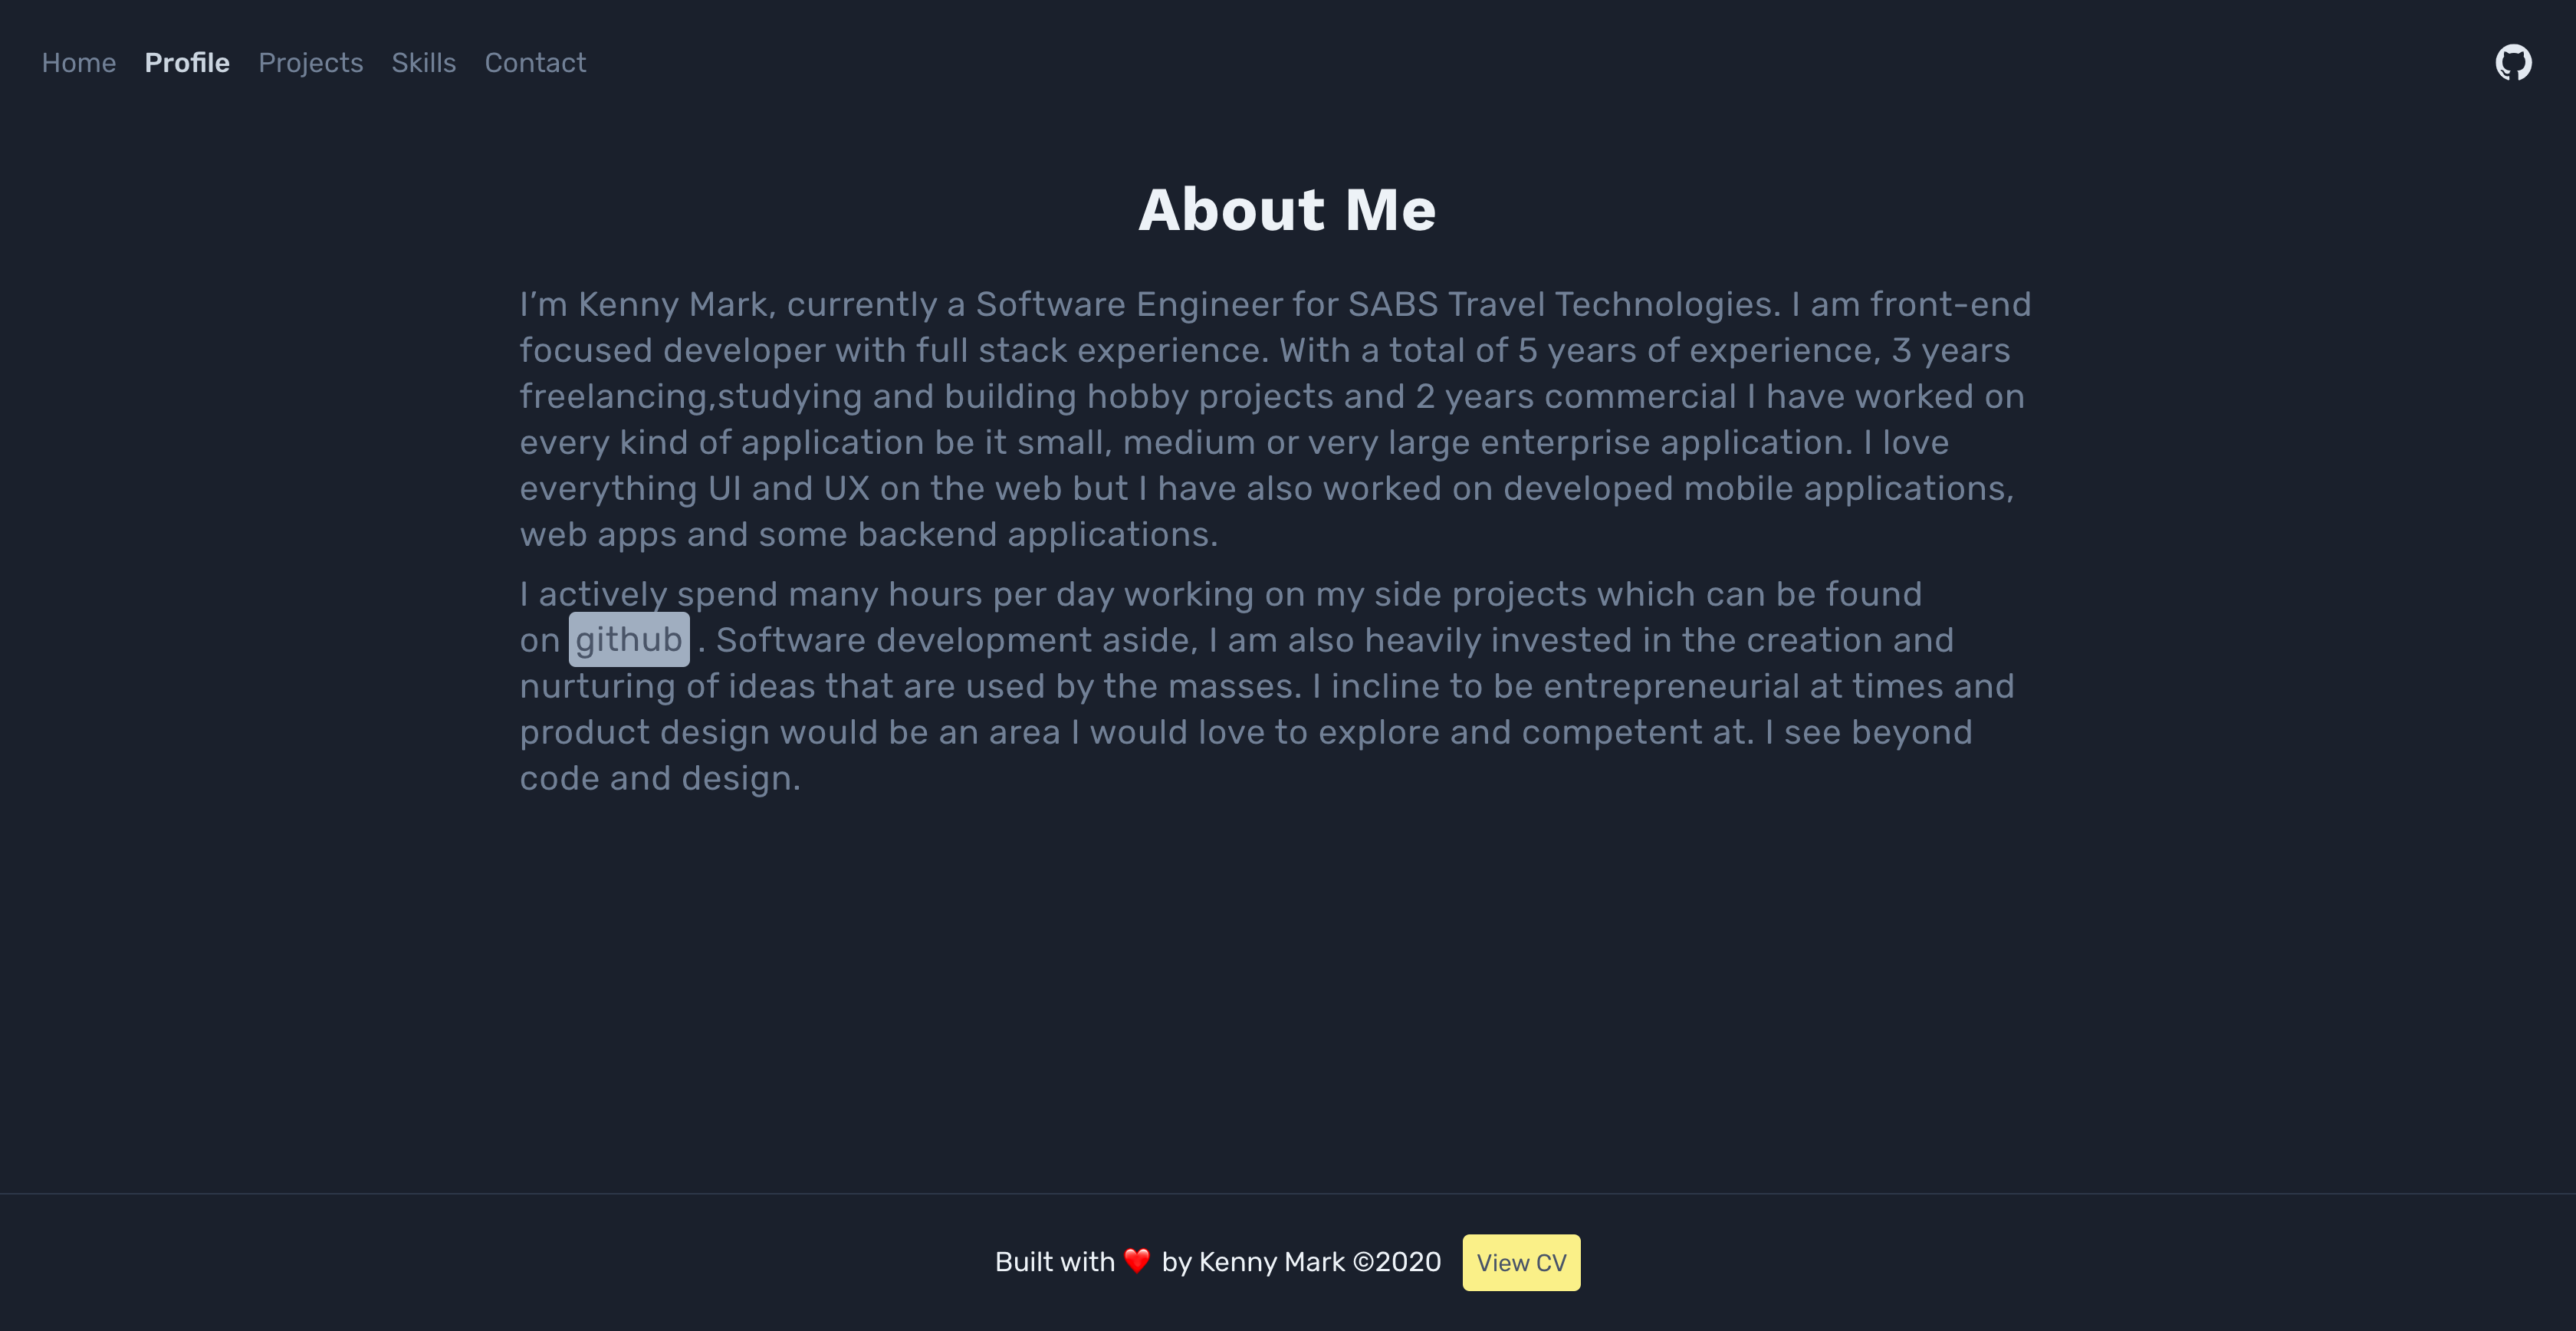 Home Profile Projects Skills Contact
About Me
I’m Kenny Mark, currently a Software Engineer for SABS Travel Technologies. I am front-end
focused developer with full stack experience. With a total of 5 years of experience, 3 years
freelancing,studying and building hobby projects and 2 years commercial I have worked on
every kind of application be it small, medium or very large enterprise application. I love
everything UI and UX on the web but I have also worked on developed mobile applications,
web apps and some backend applications.
I actively spend many hours per day working on my side projects which can be found
on github . Software development aside, I am also heavily invested in the creation and
nurturing of ideas that are used by the masses. I incline to be entrepreneurial at times and
product design would be an area I would love to explore and competent at. I see beyond
code and design.
Built with ❤️ by Kenny Mark ©2020 View CV